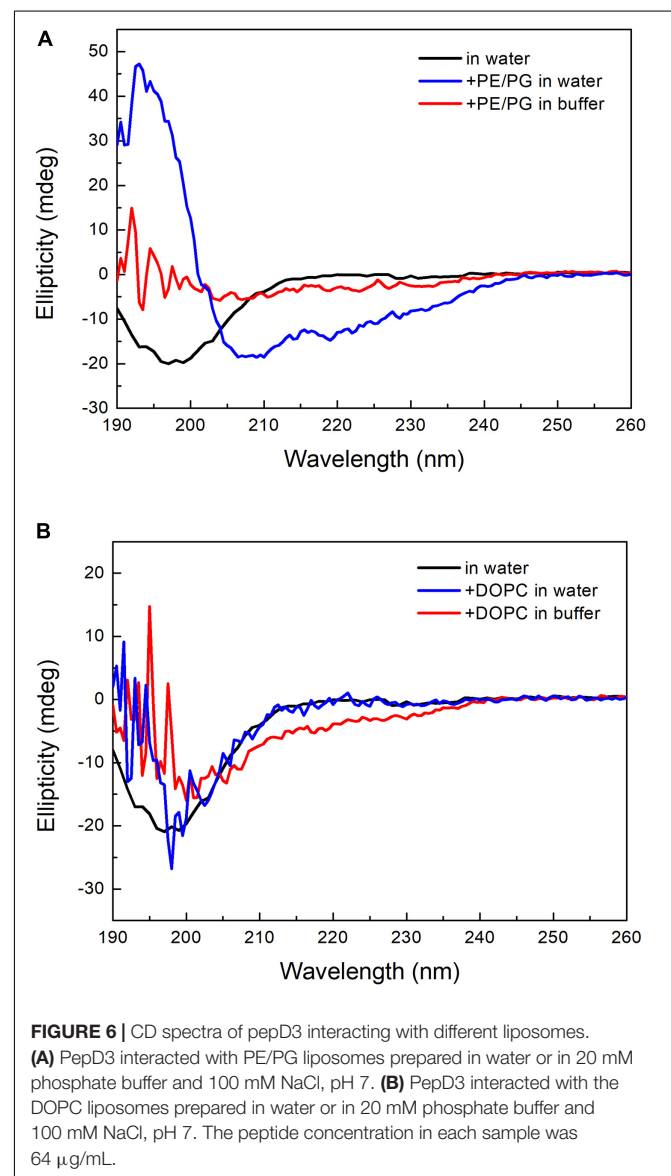 A
in water
+PE/PG in water
+PE/PG in buffer
50
40
30
20
10
0
-10
-20
-30
Ellipticity (mdeg)
190 200 210 220 230 240 250 260
Wavelength (nm)
B
in water
+DOPC in water
+DOPC in buffer
20
10
0
-10
-20
-30
Ellipticity (mdeg)
190 200 210 220 230 240 250 260
Wavelength (nm)
FIGURE 6 | CD spectra of pepD3 interacting with different liposomes.
(A) PepD3 interacted with PE/PG liposomes prepared in water or in 20 mM
phosphate buffer and 100 mM NaCl, pH 7. (B) PepD3 interacted with the
DOPC liposomes prepared in water or in 20 mM phosphate buffer and
100 mM NaCl, pH 7. The peptide concentration in each sample was
64 μg/mL.